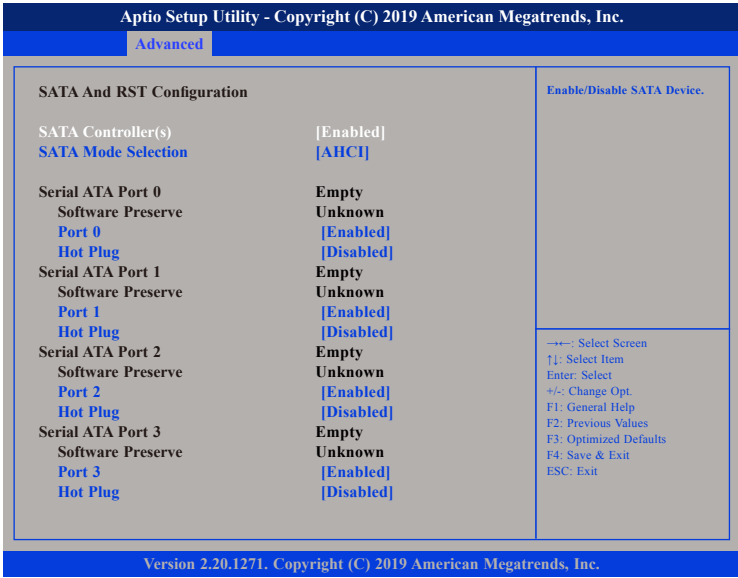 Aptio Setup Utility - Copyright (C) 2019 American Megatrends, Inc.
Advanced
SATA And RST Configuration
SATA Controller(s) [Enabled]
SATA Mode Selection [AHCI]
Serial ATA Port 0 Empty
Software Preserve Unknown
Port 0 [Enabled]
Hot Plug [Disabled]
Serial ATA Port 1 Empty
Software Preserve Unknown
Port 1 [Enabled]
Hot Plug [Disabled]
Serial ATA Port 2 Empty
Software Preserve Unknown
Port 2 [Enabled]
Hot Plug [Disabled]
Serial ATA Port 3 Empty
Software Preserve Unknown
Port 3 [Enabled]
Hot Plug [Disabled]
Enable/Disable SATA Device.
→←: Select Screen
↑↓: Select Item
Enter: Select
+/-: Change Opt.
F1: General Help
F2: Previous Values
F3: Optimized Defaults
F4: Save & Exit
ESC: Exit
Version 2.20.1271. Copyright (C) 2019 American Megatrends, Inc.